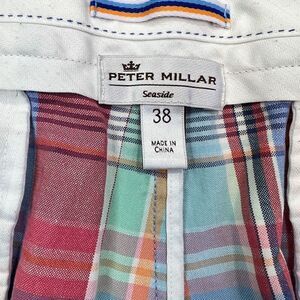 PETER MILLAR
Seaside
38
MADE IN
CHINA